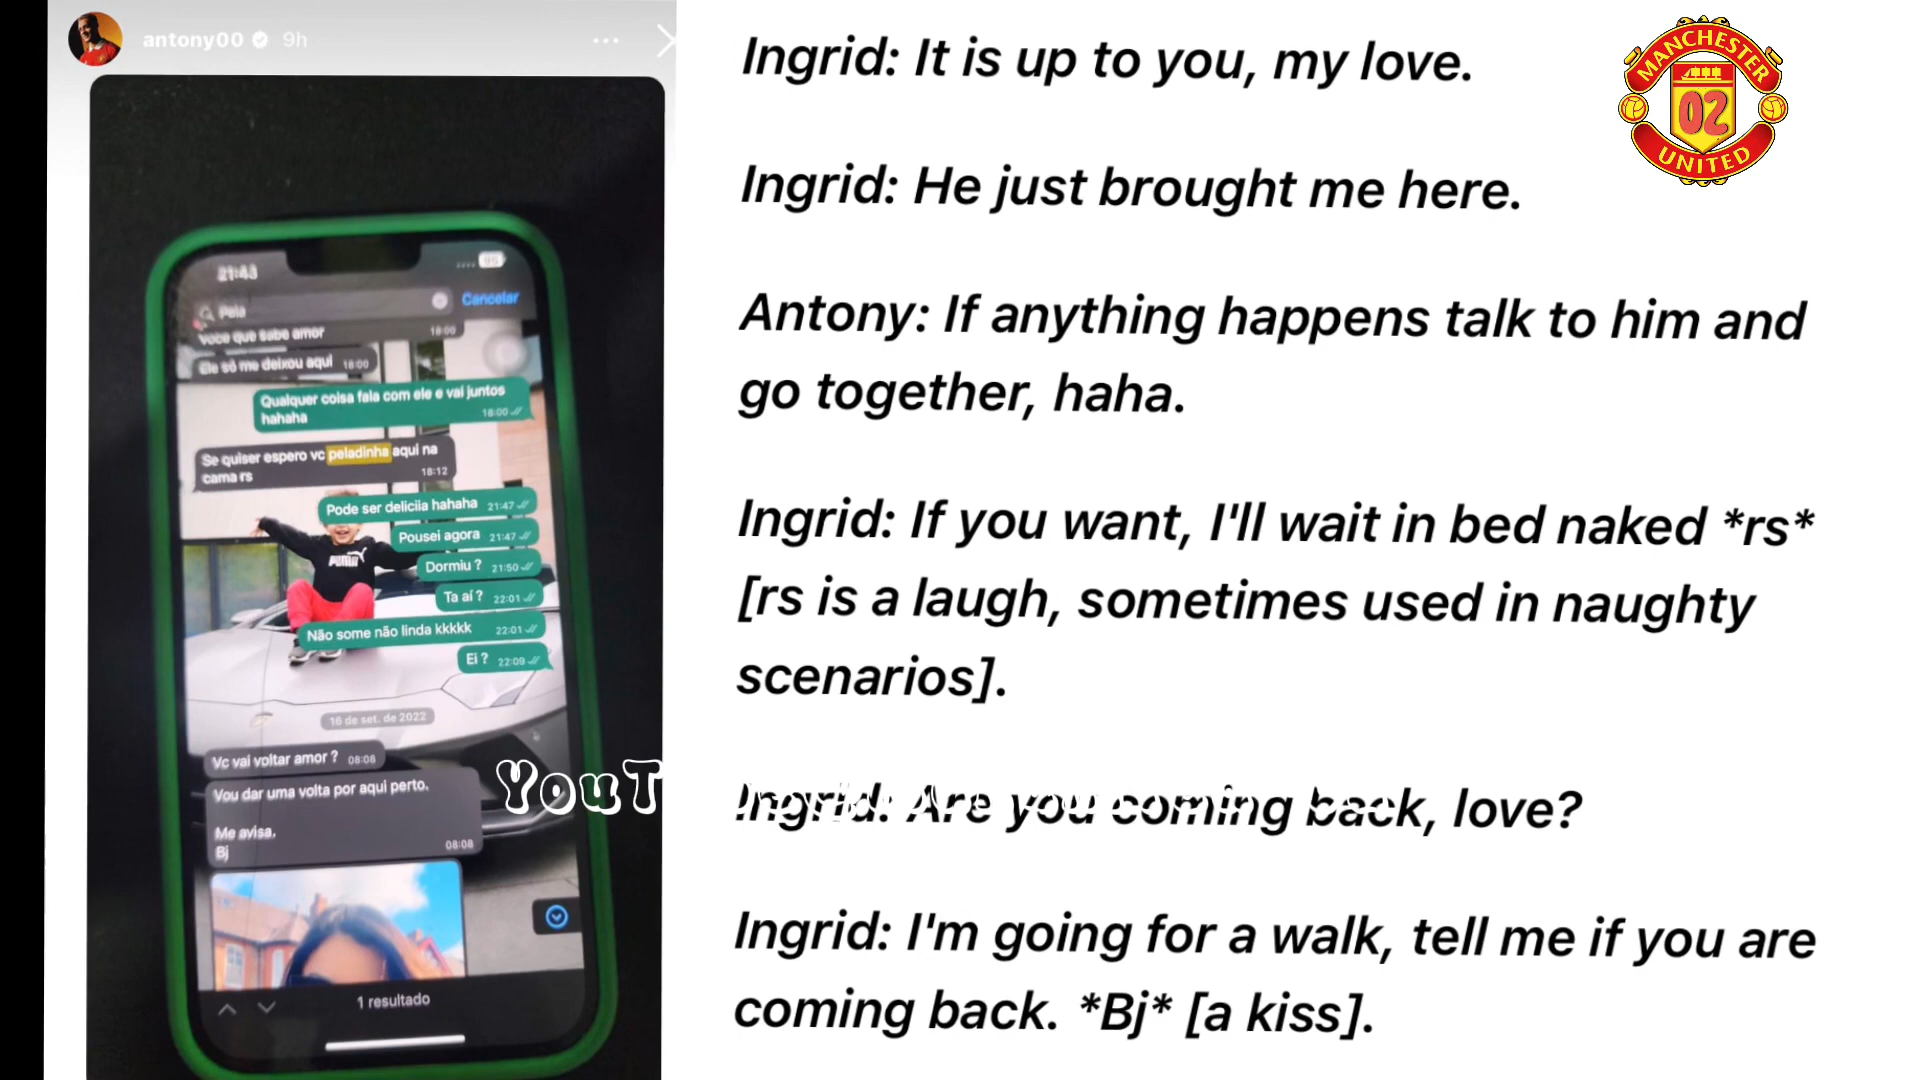 antony00 9h
21:43
95
Pela
Cancelar
Voce que sabe amor 18:00
Ele só me deixou aqui 18:00
Qualquer coisa fala com ele e vai juntos
hahaha 18:00
Se quiser espero vc peladinha aqui na
cama rs 18:12
Pode ser deliciia hahaha 21:47
Pousei agora 21:47
Dormiu ? 21:50
Ta aí ? 22:01
Não some não linda kkkkk 22:01
Ei ? 22:09
PUMA
16 de set. de 2022
Vc vai voltar amor ? 08:08
Vou dar uma volta por aqui perto.
Me avisa.
Bj 08:08
1 resultado
YouT
Ingrid: It is up to you, my love.
Ingrid: He just brought me here.
Antony: If anything happens talk to him and
go together, haha.
Ingrid: If you want, I'll wait in bed naked *rs*
[rs is a laugh, sometimes used in naughty
scenarios].
Ingrid: Are you coming back, love?
Ingrid: I'm going for a walk, tell me if you are
coming back. *Bj* [a kiss].
MANCHESTER
02
UNITED